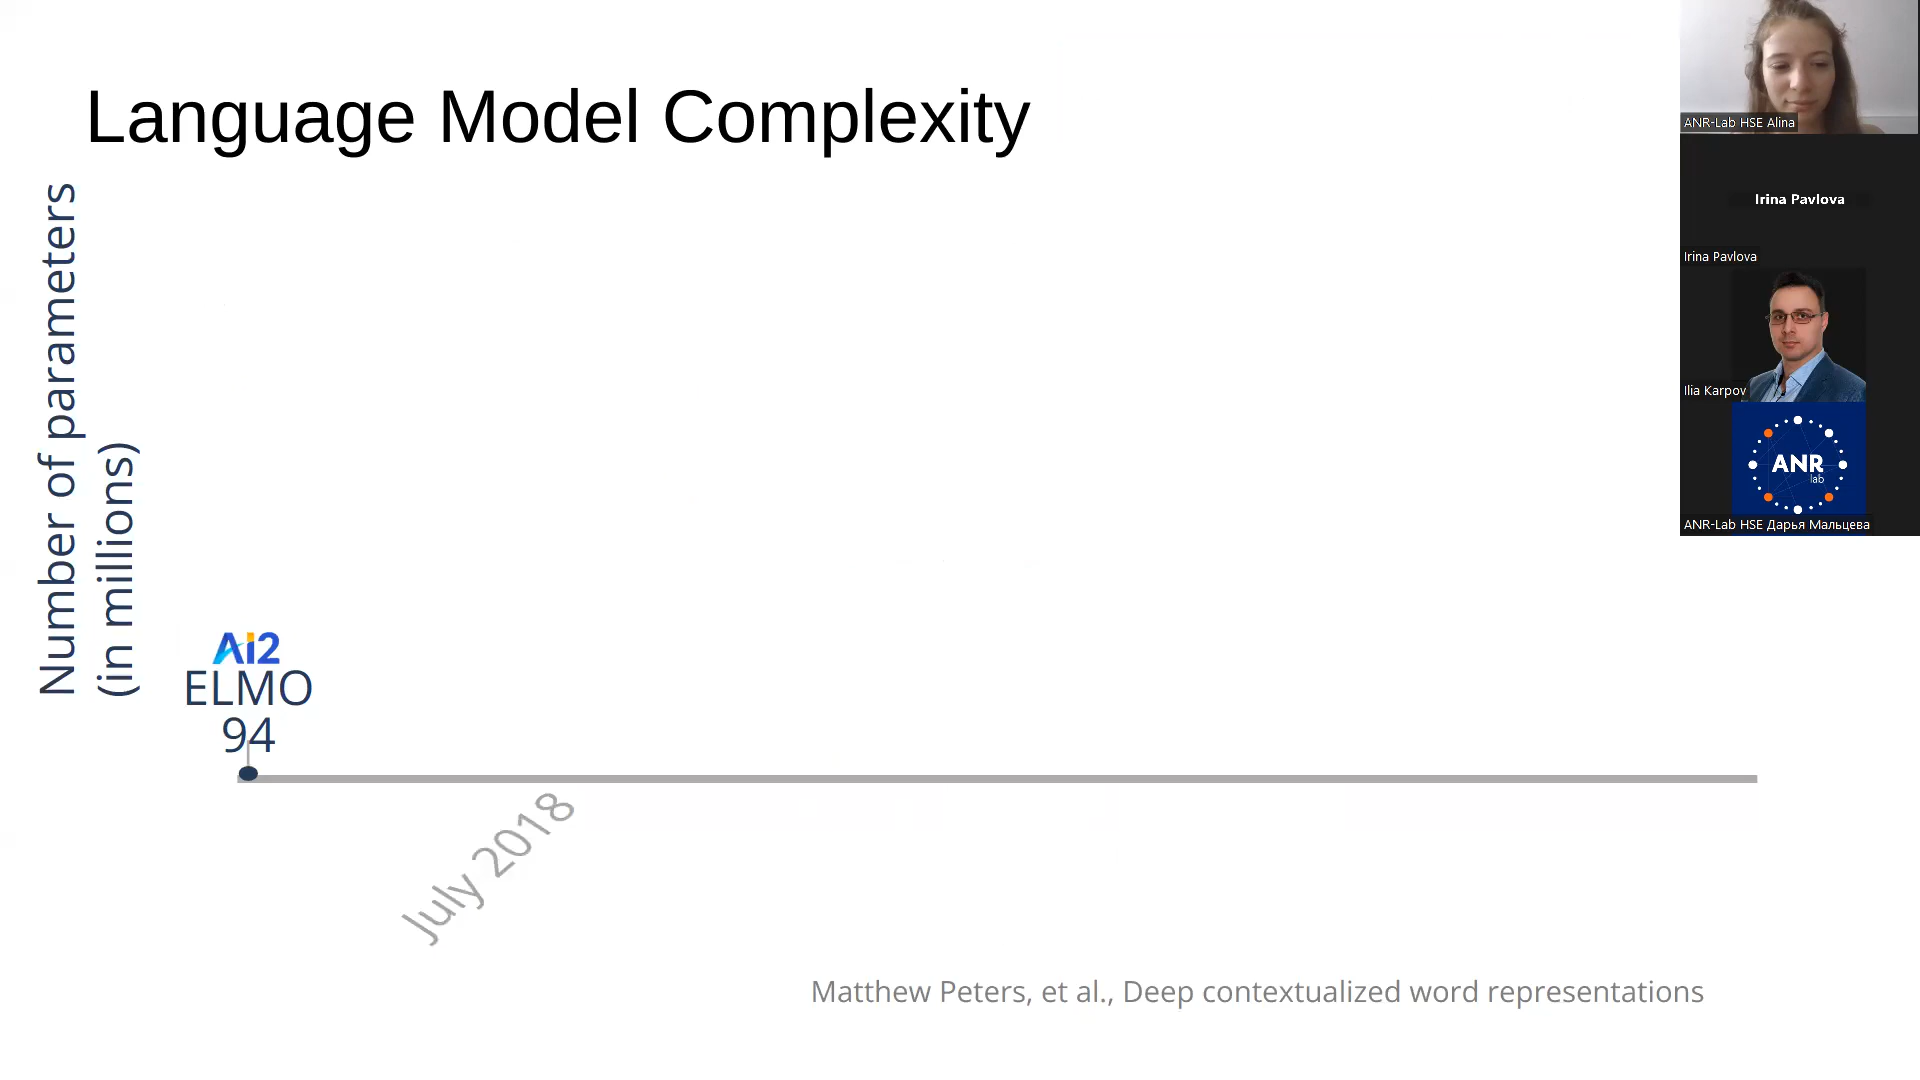 Language Model Complexity
Number of parameters
(in millions)
Ai2
ELMO
94
July 2018
Matthew Peters, et al., Deep contextualized word representations
ANR-Lab HSE Alina
Irina Pavlova
Irina Pavlova
Ilia Karpov
ANR
lab
ANR-Lab HSE Дарья Мальцева